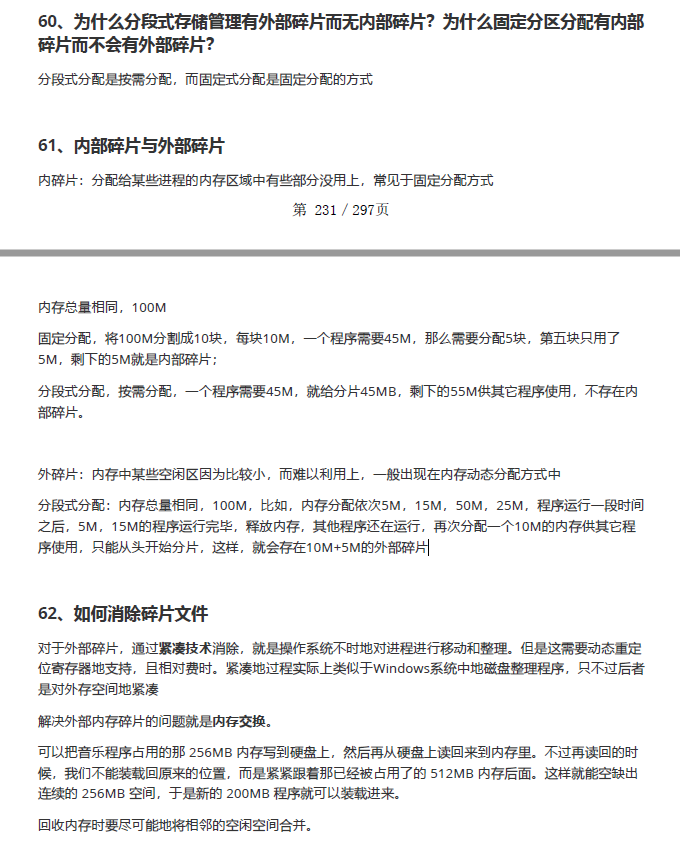 60、为什么分段式存储管理有外部碎片而无内部碎片？为什么固定分区分配有内部
碎片而不会有外部碎片？
分段式分配是按需分配，而固定式分配是固定分配的方式
61、内部碎片与外部碎片
内碎片：分配给某些进程的内存区域中有些部分没用上，常见于固定分配方式
第 231 / 297页
内存总量相同，100M
固定分配，将100M分割成10块，每块10M，一个程序需要45M，那么需要分配5块，第五块只用了
5M，剩下的5M就是内部碎片；
分段式分配，按需分配，一个程序需要45M，就给分片45MB，剩下的55M供其它程序使用，不存在内
部碎片。
外碎片：内存中某些空闲区因为比较小，而难以利用上，一般出现在内存动态分配方式中
分段式分配：内存总量相同，100M，比如，内存分配依次5M，15M，50M，25M，程序运行一段时间
之后，5M，15M的程序运行完毕，释放内存，其他程序还在运行，再次分配一个10M的内存供其它程
序使用，只能从头开始分片，这样，就会存在10M+5M的外部碎片
62、如何消除碎片文件
对于外部碎片，通过紧凑技术消除，就是操作系统不时地对进程进行移动和整理。但是这需要动态重定
位寄存器地支持，且相对费时。紧凑地过程实际上类似于Windows系统中地磁盘整理程序，只不过后者
是对外存空间地紧凑
解决外部内存碎片的问题就是内存交换。
可以把音乐程序占用的那 256MB 内存写到硬盘上，然后再从硬盘上读回来到内存里。不过再读回的时
候，我们不能装载回原来的位置，而是紧紧跟着那已经被占用了的 512MB 内存后面。这样就能空缺出
连续的 256MB 空间，于是新的 200MB 程序就可以装载进来。
回收内存时要尽可能地将相邻的空闲空间合并。